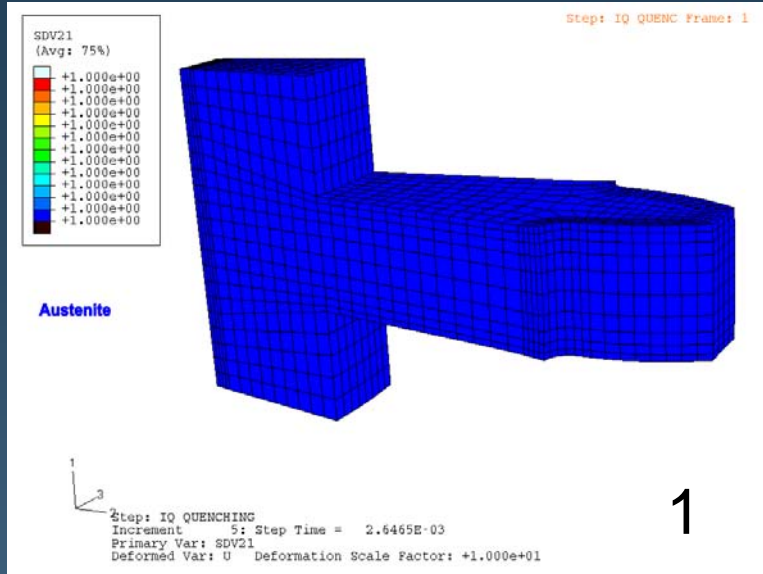 Step: IQ QUENC Frame: 1
SDV21
(Avg: 75%)
+1.000e+00
+1.000e+00
+1.000e+00
+1.000e+00
+1.000e+00
+1.000e+00
+1.000e+00
+1.000e+00
+1.000e+00
+1.000e+00
+1.000e+00
+1.000e+00
+1.000e+00
Austenite
1
3
2
Step: IQ QUENCHING
Increment 5: Step Time = 2.6465E-03
Primary Var: SDV21
Deformed Var: U Deformation Scale Factor: +1.000e+01
1